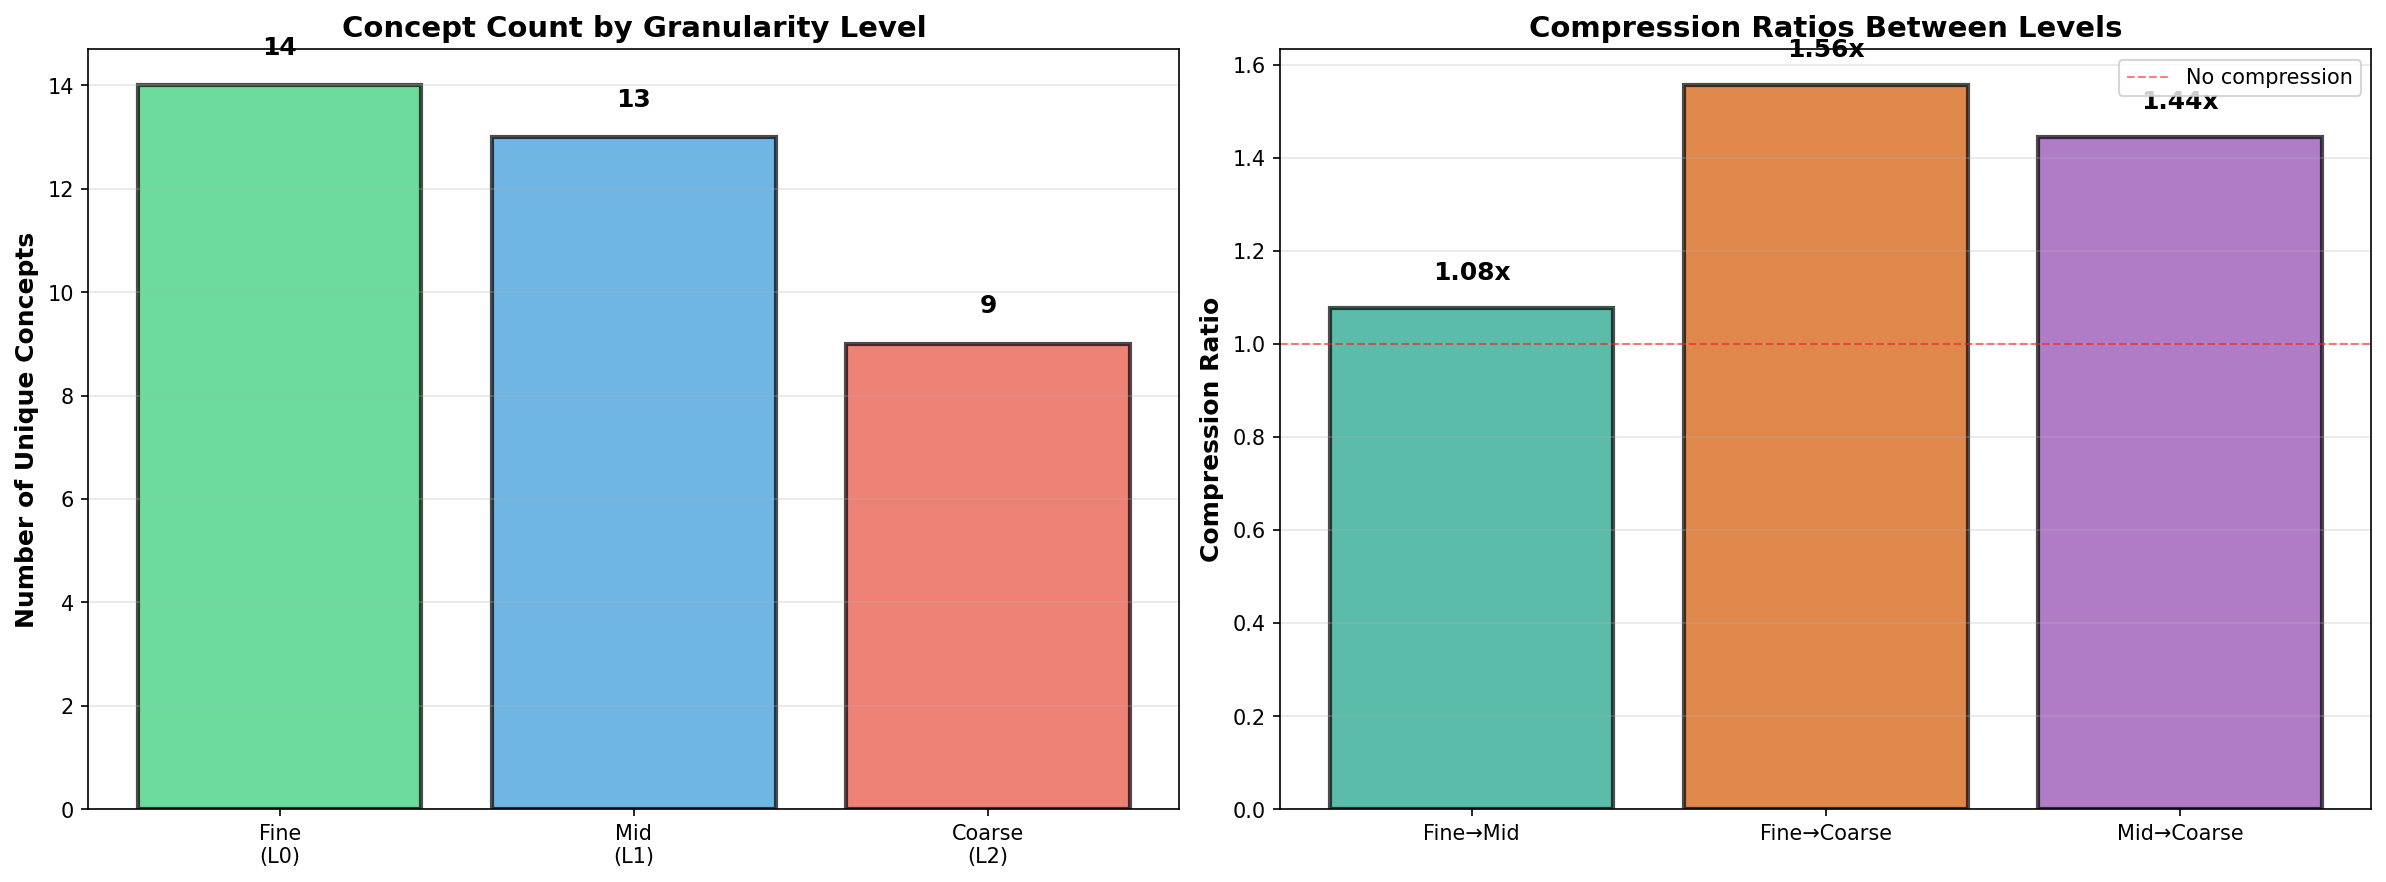 Concept Count by Granularity Level
Number of Unique Concepts
14
12
10
8
6
4
2
0
14
13
9
Fine
(L0)
Mid
(L1)
Coarse
(L2)
Compression Ratios Between Levels
Compression Ratio
1.6
1.4
1.2
1.0
0.8
0.6
0.4
0.2
0.0
1.08x
1.56x
1.44x
No compression
Fine→Mid
Fine→Coarse
Mid→Coarse